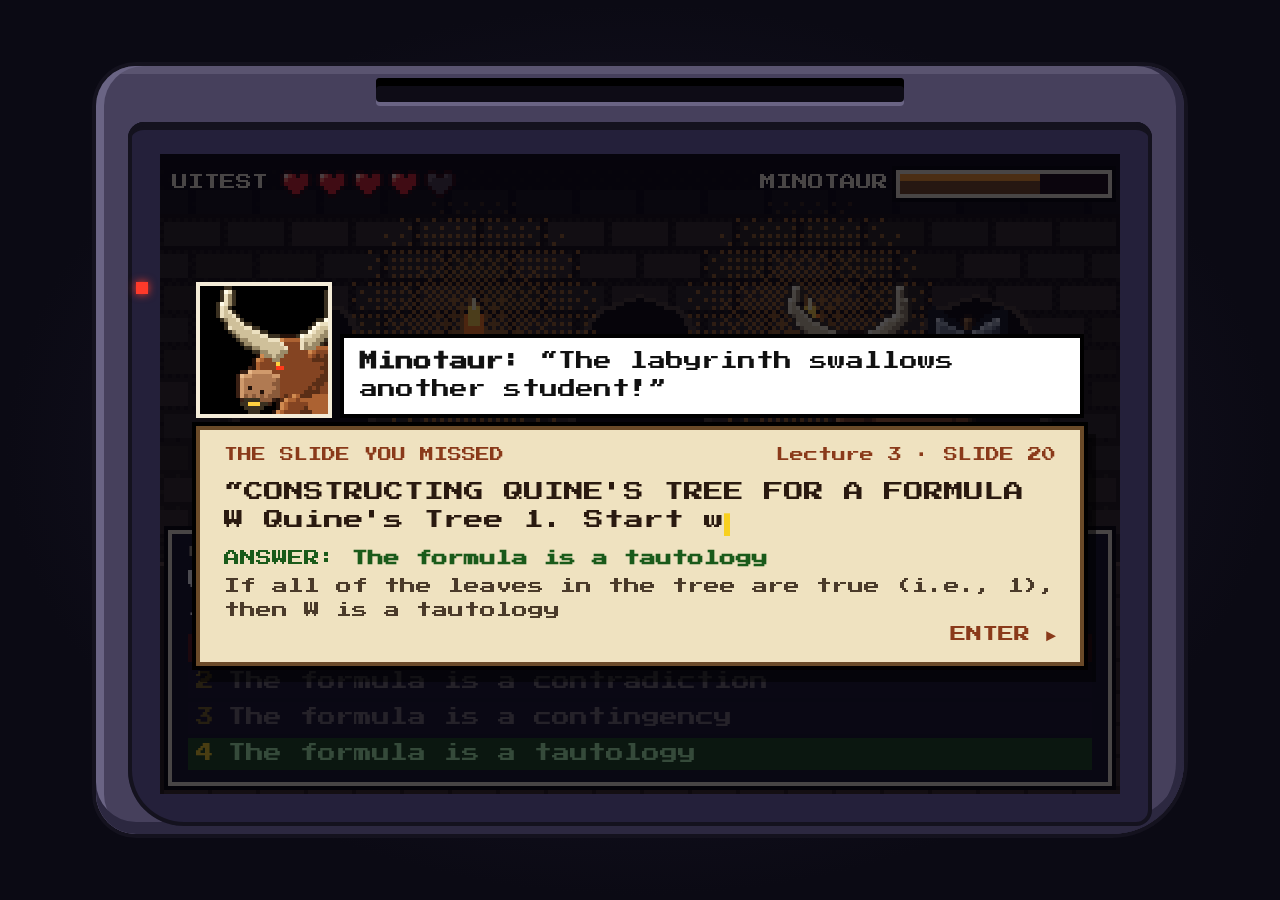 UITEST
MINOTAUR
Minotaur: “The labyrinth swallows
another student!”
THE SLIDE YOU MISSED
Lecture 3 · SLIDE 20
“CONSTRUCTING QUINE'S TREE FOR A FORMULA
W Quine's Tree 1. Start w
ANSWER: The formula is a tautology
If all of the leaves in the tree are true (i.e., 1),
then W is a tautology
ENTER ▸
2 The formula is a contradiction
3 The formula is a contingency
4 The formula is a tautology